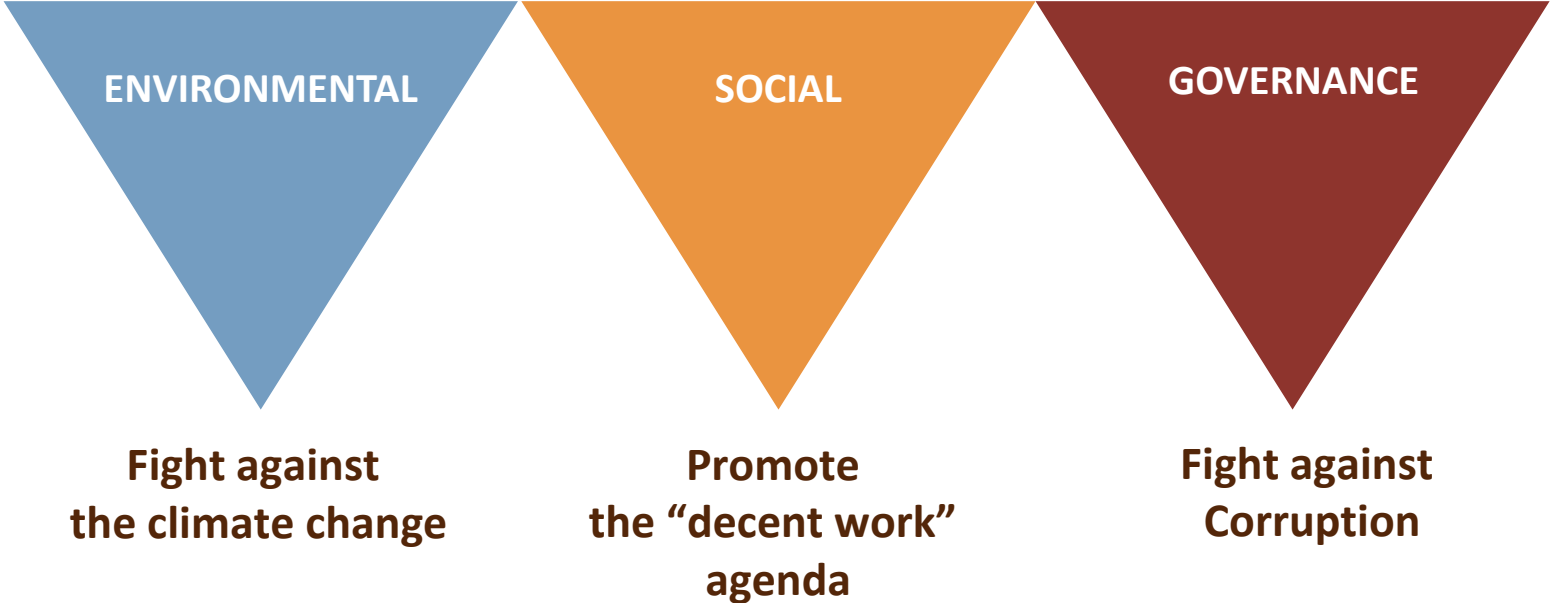 ENVIRONMENTAL
SOCIAL
GOVERNANCE
Fight against
the climate change
Promote
the “decent work”
agenda
Fight against
Corruption